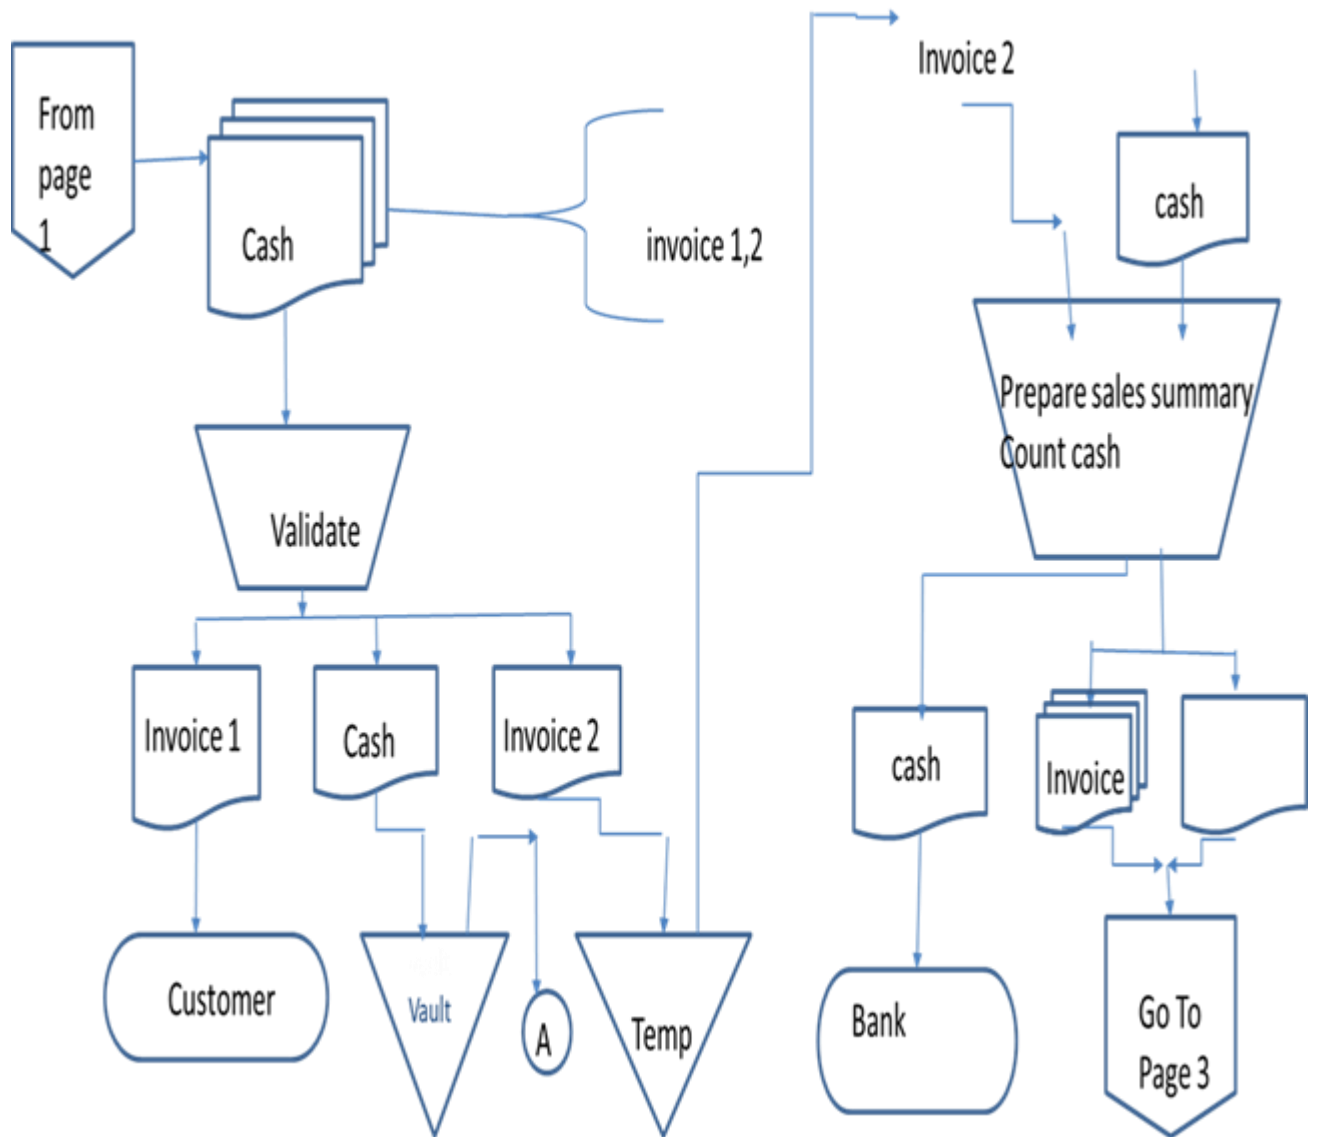 From
page
1
Cash
invoice 1,2
Validate
Invoice 1
Cash
Invoice 2
Customer
Vault
A
Temp
Invoice 2
cash
Prepare sales summary
Count cash
cash
Invoice
Bank
Go To
Page 3